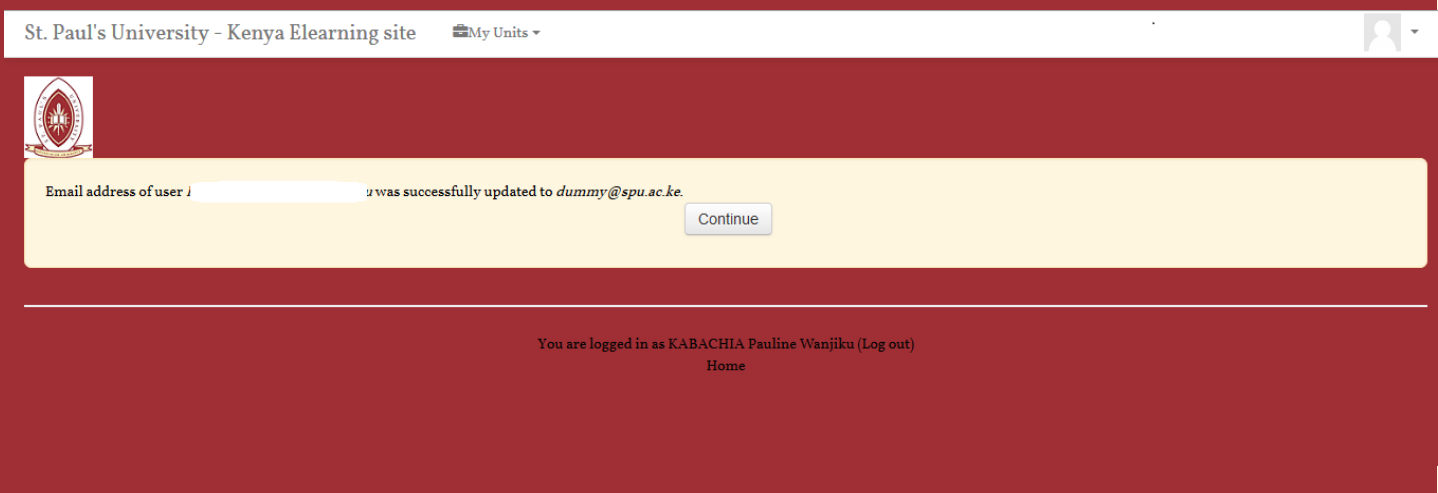 St. Paul's University - Kenya Elearning site My Units
Email address of user was successfully updated to dummy@spu.ac.ke.
Continue
You are logged in as KABACHIA Pauline Wanjiku (Log out)
Home